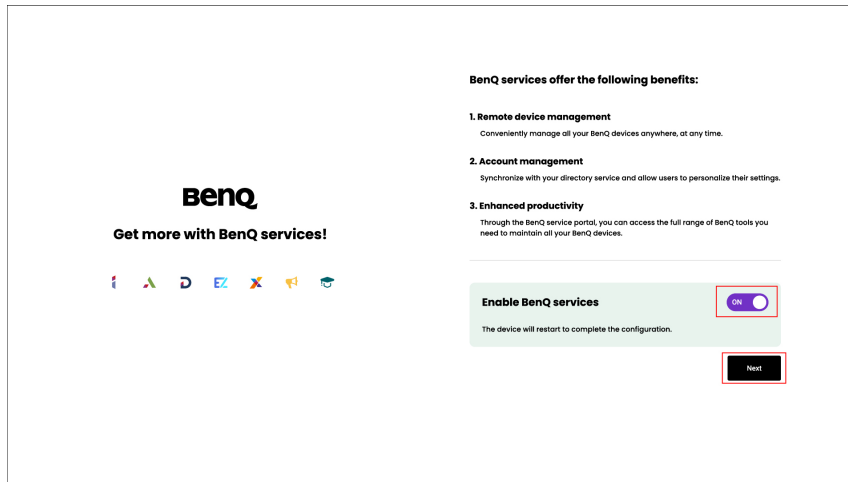 BenQ
Get more with BenQ services!
EZ
BenQ services offer the following benefits:
1. Remote device management
Conveniently manage all your BenQ devices anywhere, at any time.
2. Account management
Synchronize with your directory service and allow users to personalize their settings.
3. Enhanced productivity
Through the BenQ service portal, you can access the full range of BenQ tools you
need to maintain all your BenQ devices.
Enable BenQ services
ON
The device will restart to complete the configuration.
Next